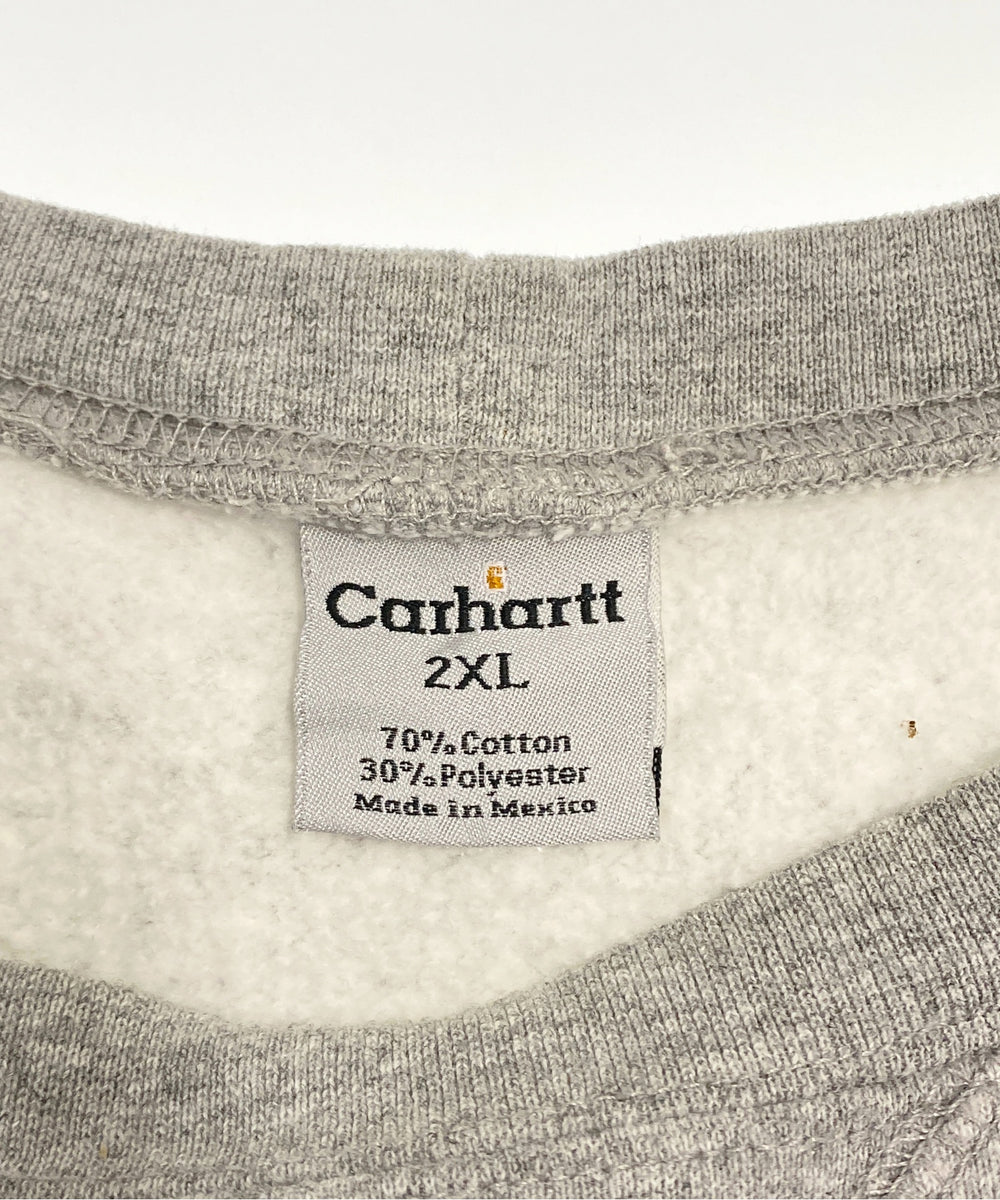 Carhartt
2XL
70% Cotton
30% Polyester
Made in Mexico